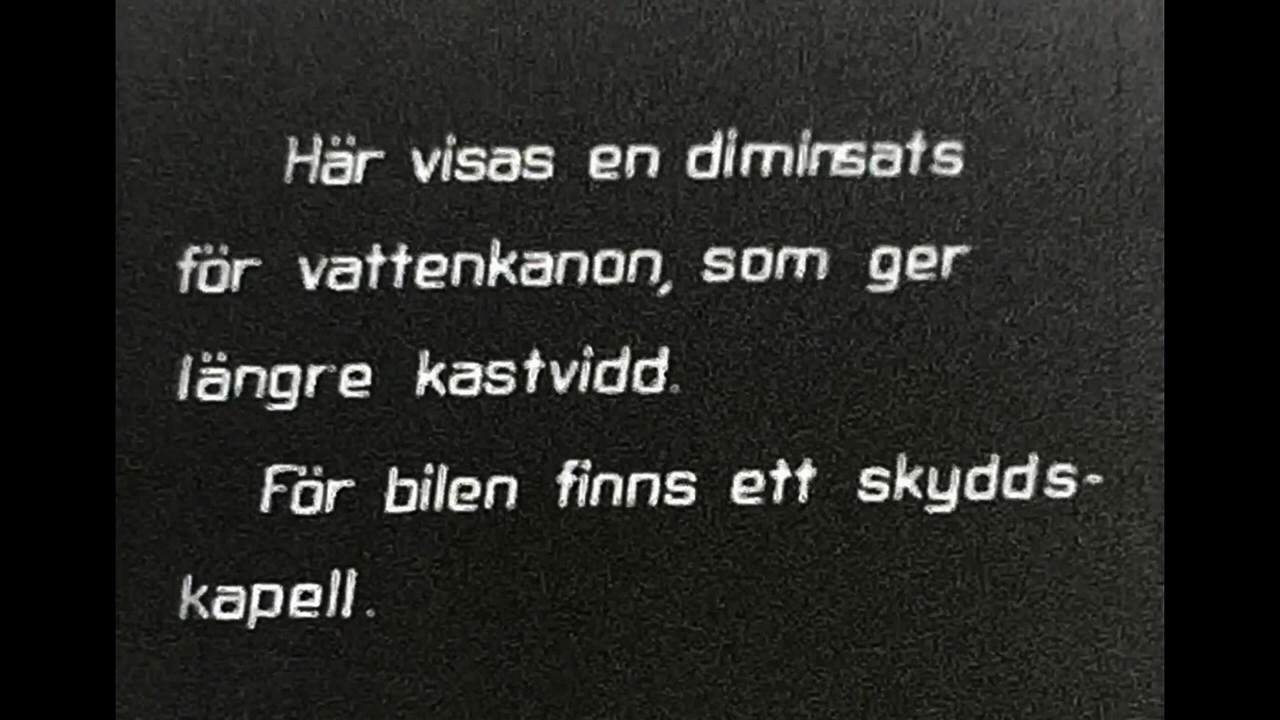 Här visas en diminsats
för vattenkanon, som ger
längre kastvidd.
För bilen finns ett skydds-
kapell.